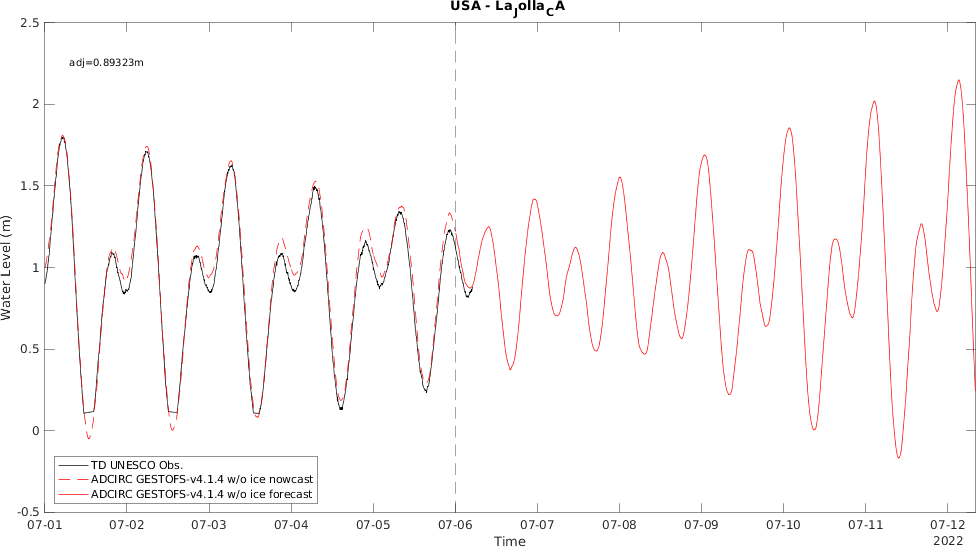 USA - LaJollaCA
2.5
adj=0.89323m
2
1.5
1
0.5
0
-0.5
Water Level (m)
TD UNESCO Obs.
ADCIRC GESTOFS-v4.1.4 w/o ice nowcast
ADCIRC GESTOFS-v4.1.4 w/o ice forecast
07-01 07-02 07-03 07-04 07-05 07-06 07-07 07-08 07-09 07-10 07-11 07-12
Time
2022